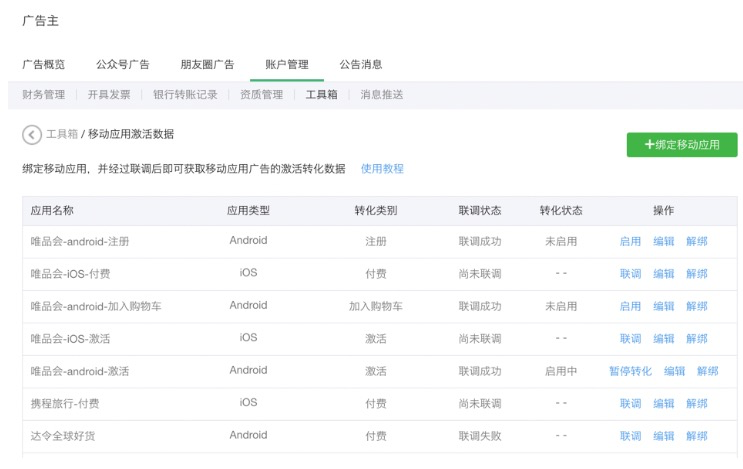 广告主
广告概览 公众号广告 朋友圈广告 账户管理 公告消息
财务管理 开具发票 银行转账记录 资质管理 工具箱 消息推送
工具箱 / 移动应用激活数据
+绑定移动应用
绑定移动应用，并经过联调后即可获取移动应用广告的激活转化数据 使用教程
应用名称 应用类型 转化类别 联调状态 转化状态 操作
唯品会-android-注册 Android 注册 联调成功 未启用 启用 编辑 解绑
唯品会-iOS-付费 iOS 付费 尚未联调 - - 联调 编辑 解绑
唯品会-android-加入购物车 Android 加入购物车 联调成功 未启用 启用 编辑 解绑
唯品会-iOS-激活 iOS 激活 尚未联调 - - 联调 编辑 解绑
唯品会-android-激活 Android 激活 联调成功 启用中 暂停转化 编辑 解绑
携程旅行-付费 iOS 付费 尚未联调 - - 联调 编辑 解绑
达令全球好货 Android 付费 联调失败 - - 联调 编辑 解绑